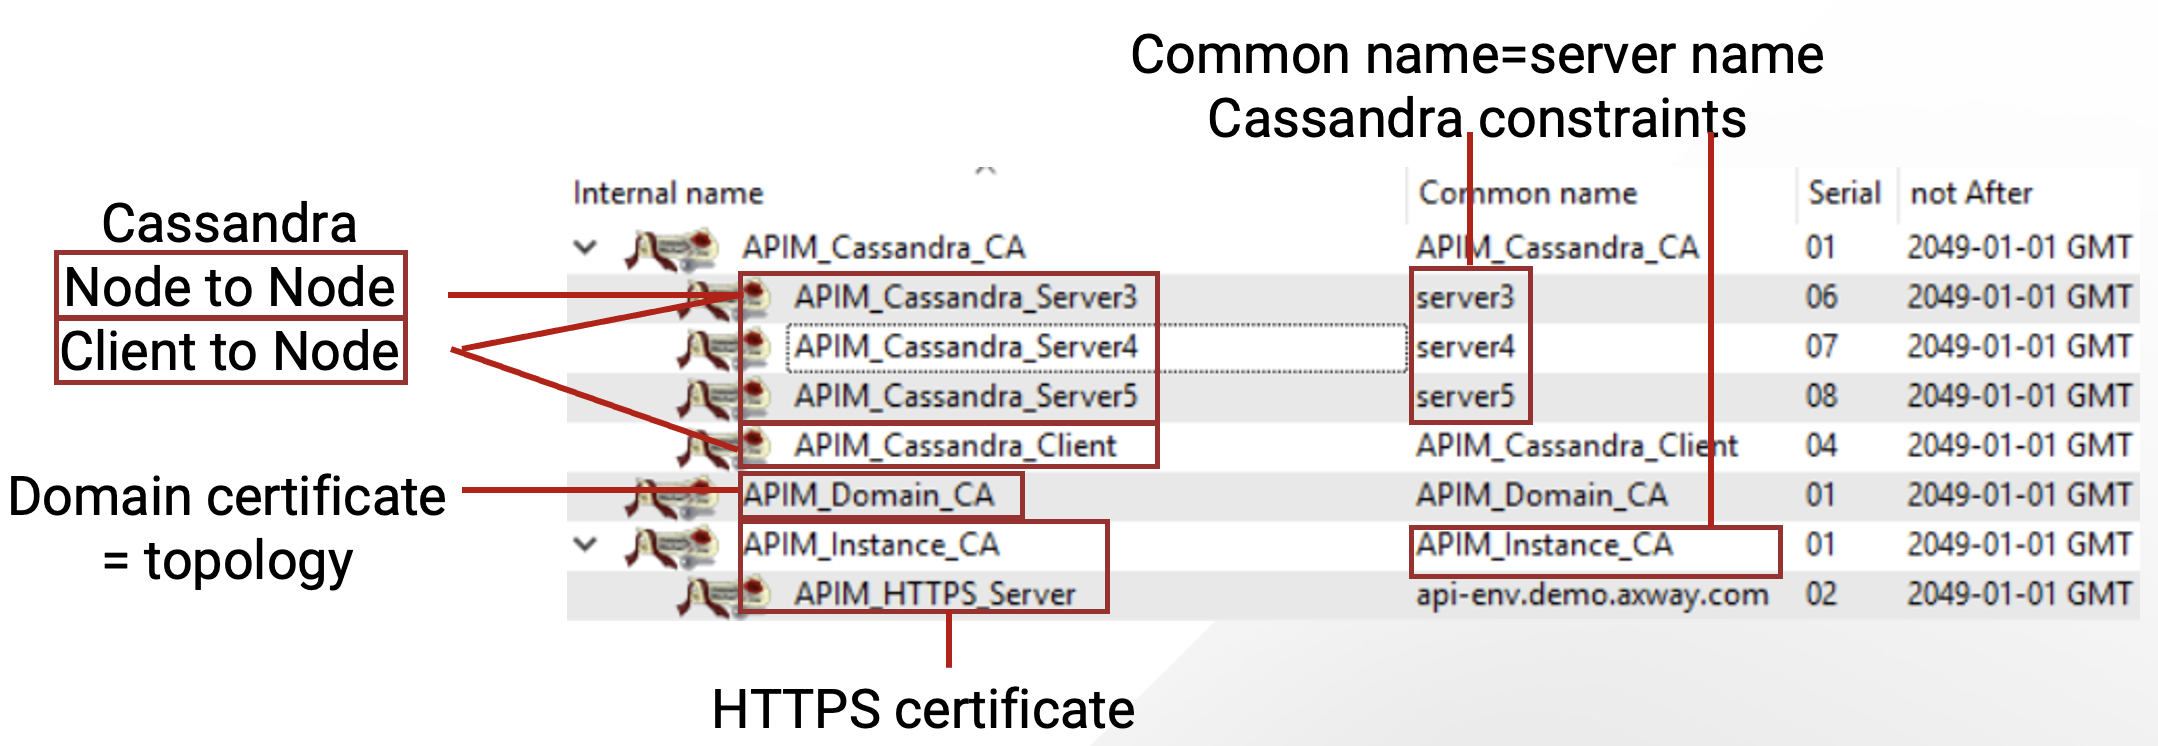 Common name=server name
Cassandra constraints
Internal name Common name Serial not After
Cassandra
Node to Node
Client to Node
APIM_Cassandra_CA APIM_Cassandra_CA 01 2049-01-01 GMT
APIM_Cassandra_Server3 server3 06 2049-01-01 GMT
APIM_Cassandra_Server4 server4 07 2049-01-01 GMT
APIM_Cassandra_Server5 server5 08 2049-01-01 GMT
APIM_Cassandra_Client APIM_Cassandra_Client 04 2049-01-01 GMT
APIM_Domain_CA APIM_Domain_CA 01 2049-01-01 GMT
APIM_Instance_CA APIM_Instance_CA 01 2049-01-01 GMT
APIM_HTTPS_Server api-env.demo.axway.com 02 2049-01-01 GMT
Domain certificate
= topology
HTTPS certificate